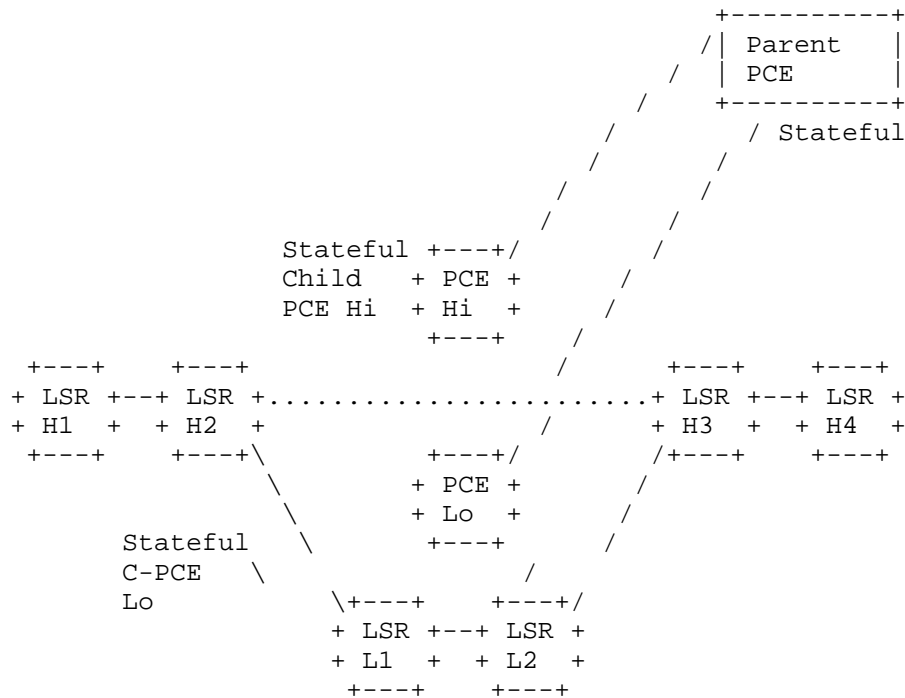 Parent
PCE
Stateful
Stateful
Child PCE
PCE Hi Hi
LSR LSR LSR LSR
H1 H2 H3 H4
PCE
Lo
Stateful
C-PCE
Lo
LSR LSR
L1 L2